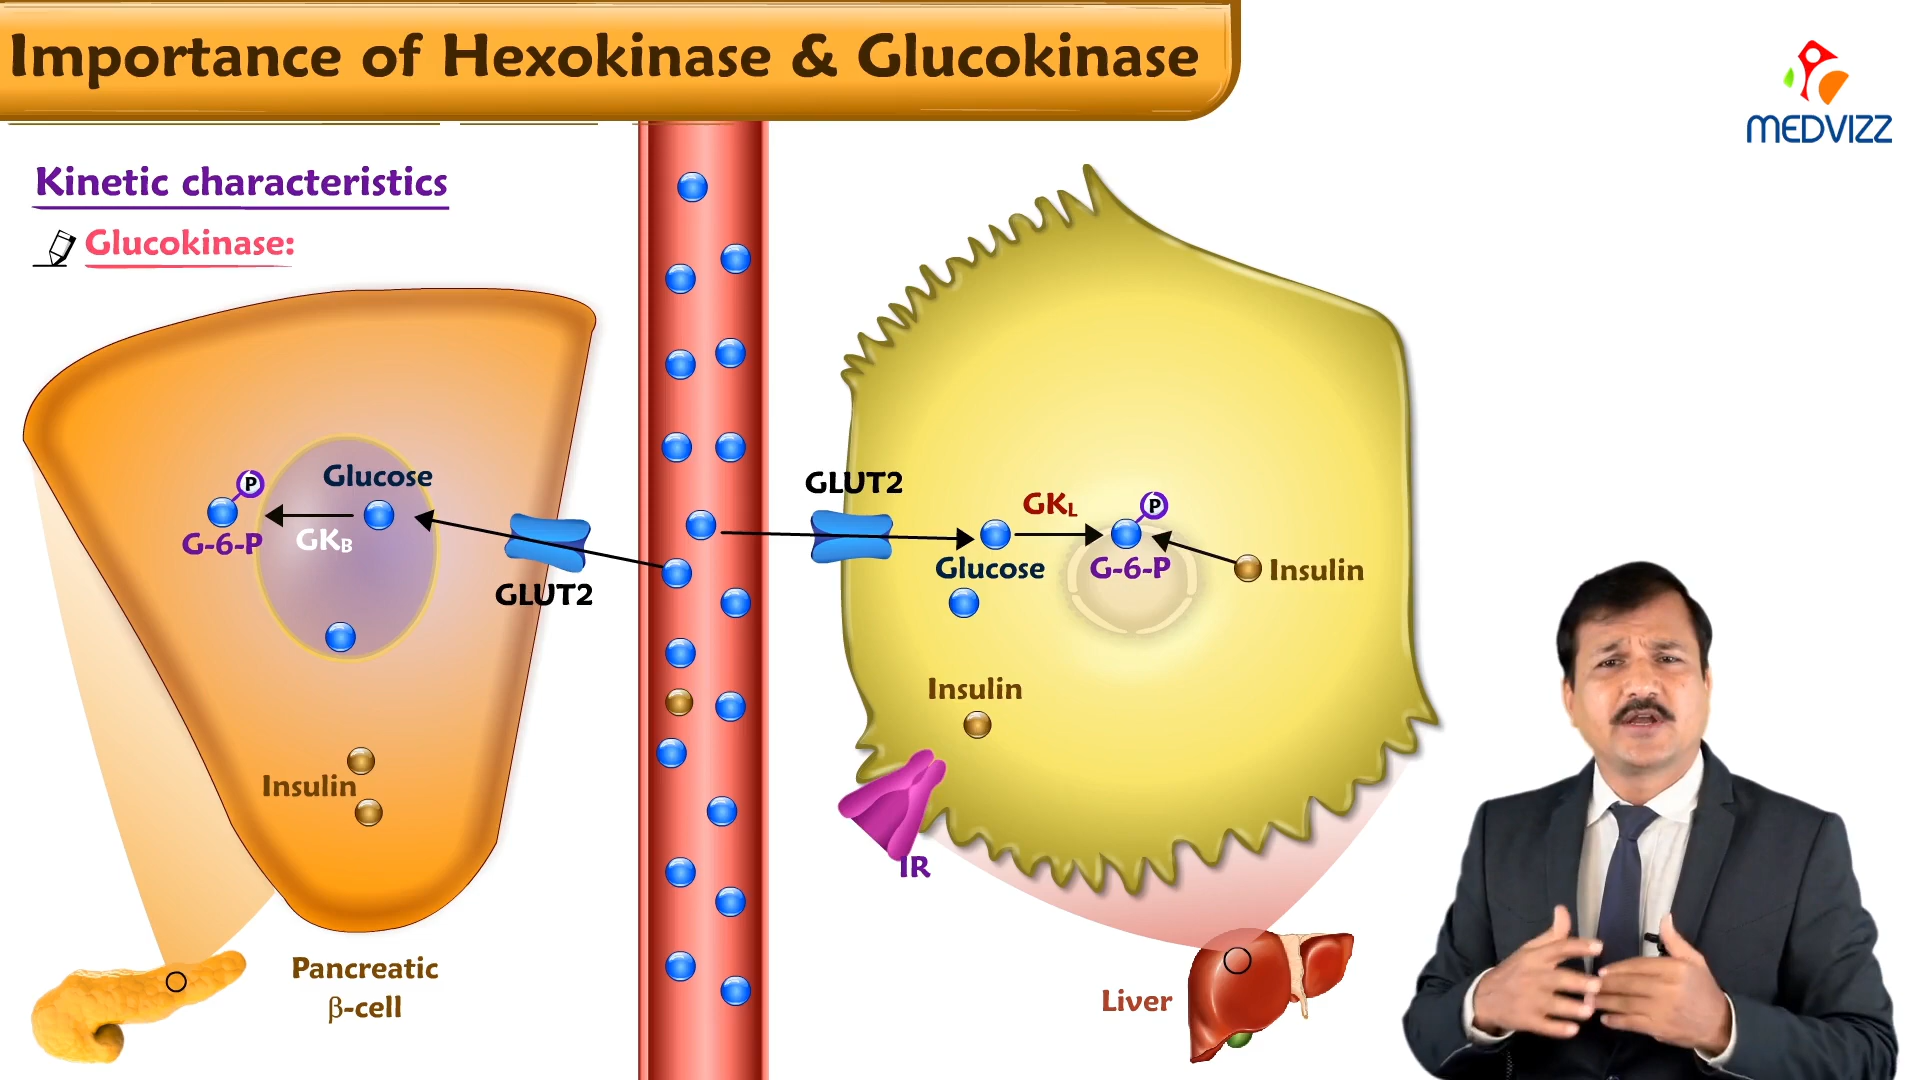 Importance of Hexokinase & Glucokinase
MEDVIZZ
Kinetic characteristics
Glucokinase:
Glucose
P
G-6-P
GKB
GLUT2
Insulin
Pancreatic
β-cell
GLUT2
GKL
P
Glucose
G-6-P
Insulin
Insulin
IR
Liver